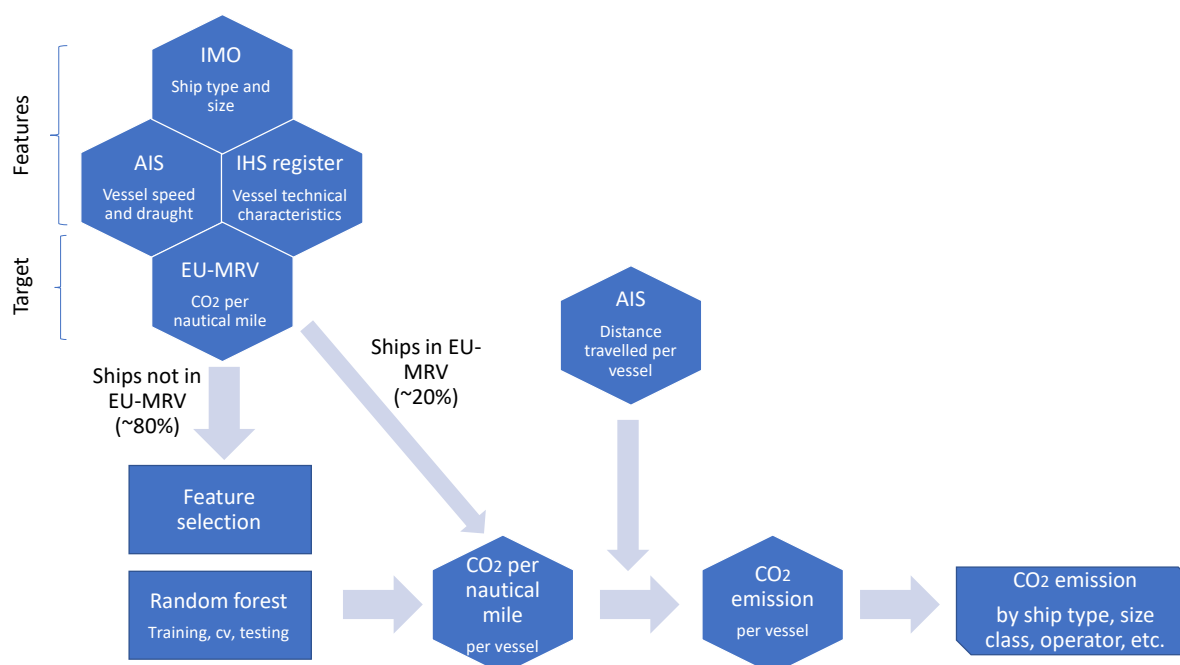 Features
IMO
Ship type and
size
AIS
Vessel speed
and draught
IHS register
Vessel technical
characteristics
Target
EU-MRV
CO2 per
nautical mile
Ships not in
EU-MRV
(~80%)
Ships in EU-
MRV
(~20%)
AIS
Distance
travelled per
vessel
Feature
selection
Random forest
Training, cv, testing
CO2 per
nautical
mile
per vessel
CO2
emission
per vessel
CO2 emission
by ship type, size
class, operator, etc.